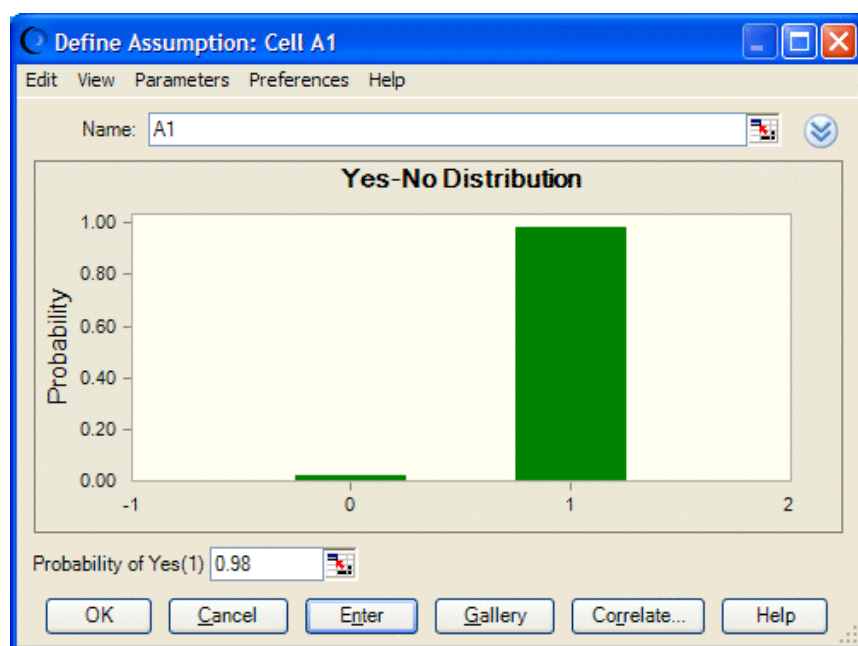 Define Assumption: Cell A1
Edit View Parameters Preferences Help
Name: A1
Yes-No Distribution
Probability
1.00
0.80
0.60
0.40
0.20
0.00
-1 0 1 2
Probability of Yes(1) 0.98
OK Cancel Enter Gallery Correlate... Help